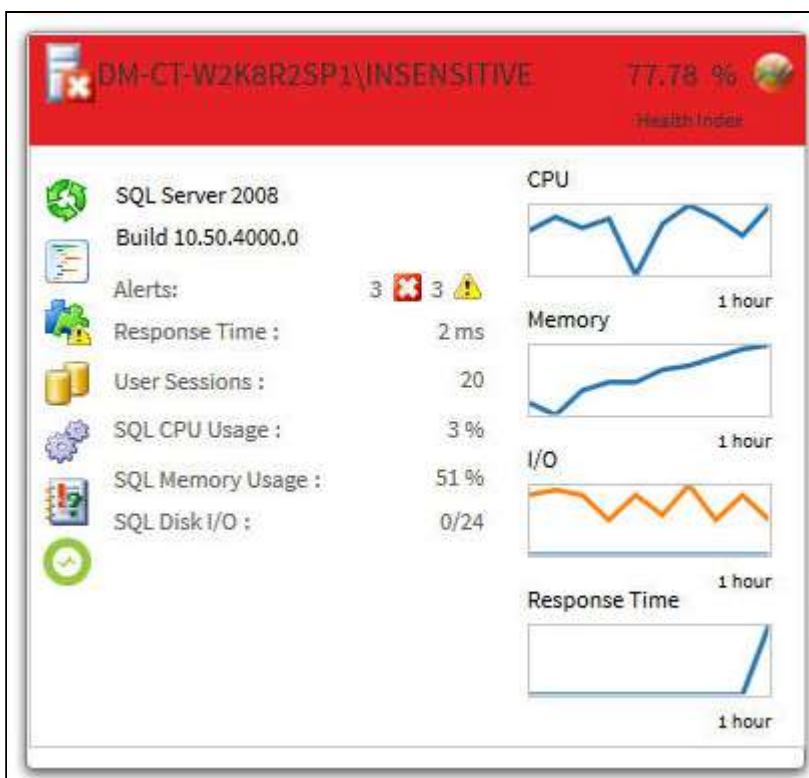 DM-CT-W2K8R2SP1\INSENSITIVE 77.78 %
Health Index
SQL Server 2008
Build 10.50.4000.0
Alerts: 3 3
Response Time : 2 ms
User Sessions : 20
SQL CPU Usage : 3 %
SQL Memory Usage : 51 %
SQL Disk I/O : 0/24
CPU
1 hour
Memory
1 hour
I/O
1 hour
Response Time
1 hour